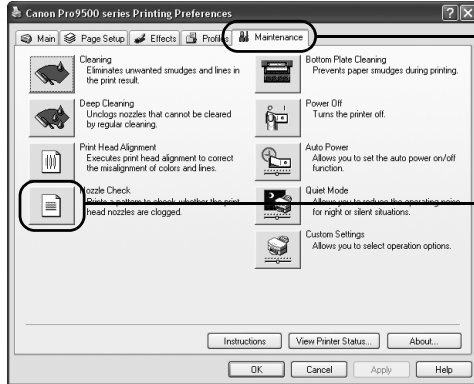 Canon Pro9500 series Printing Preferences
Main
Page Setup
Effects
Profiles
Maintenance
Cleaning
Eliminates unwanted smudges and lines in
the print result.
Deep Cleaning
Unclogs nozzles that cannot be cleared
by regular cleaning.
Print Head Alignment
Executes print head alignment to correct
the misalignment of colors and lines.
Nozzle Check
Prints a pattern to check whether the print
head nozzles are clogged.
Bottom Plate Cleaning
Prevents paper smudges during printing.
Power Off
Turns the printer off.
Auto Power
Allows you to set the auto power on/off
function.
Quiet Mode
Allows you to reduce the operating noise
for night or silent situations.
Custom Settings
Allows you to select operation options.
Instructions
View Printer Status...
About...
OK
Cancel
Apply
Help